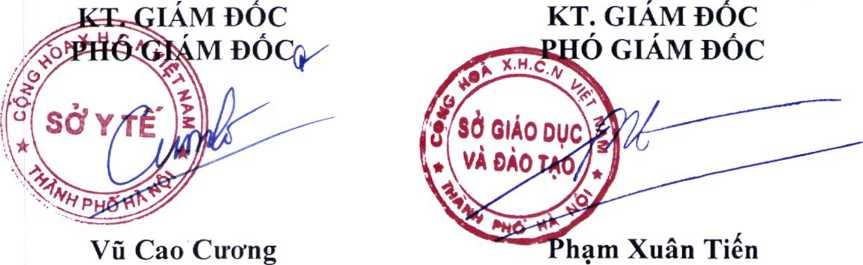 KT. GIÁM ĐỐC
PHÓ GIÁM ĐỐC
CỘNG HÒA X.H.C.N VIỆT NAM
SỞ Y TẾ
THÀNH PHỐ HÀ NỘI
Vũ Cao Cương
KT. GIÁM ĐỐC
PHÓ GIÁM ĐỐC
CỘNG HOÀ X.H.C.N VIỆT NAM
SỞ GIÁO DỤC
VÀ ĐÀO TẠO
THÀNH PHỐ HÀ NỘI
Phạm Xuân Tiến